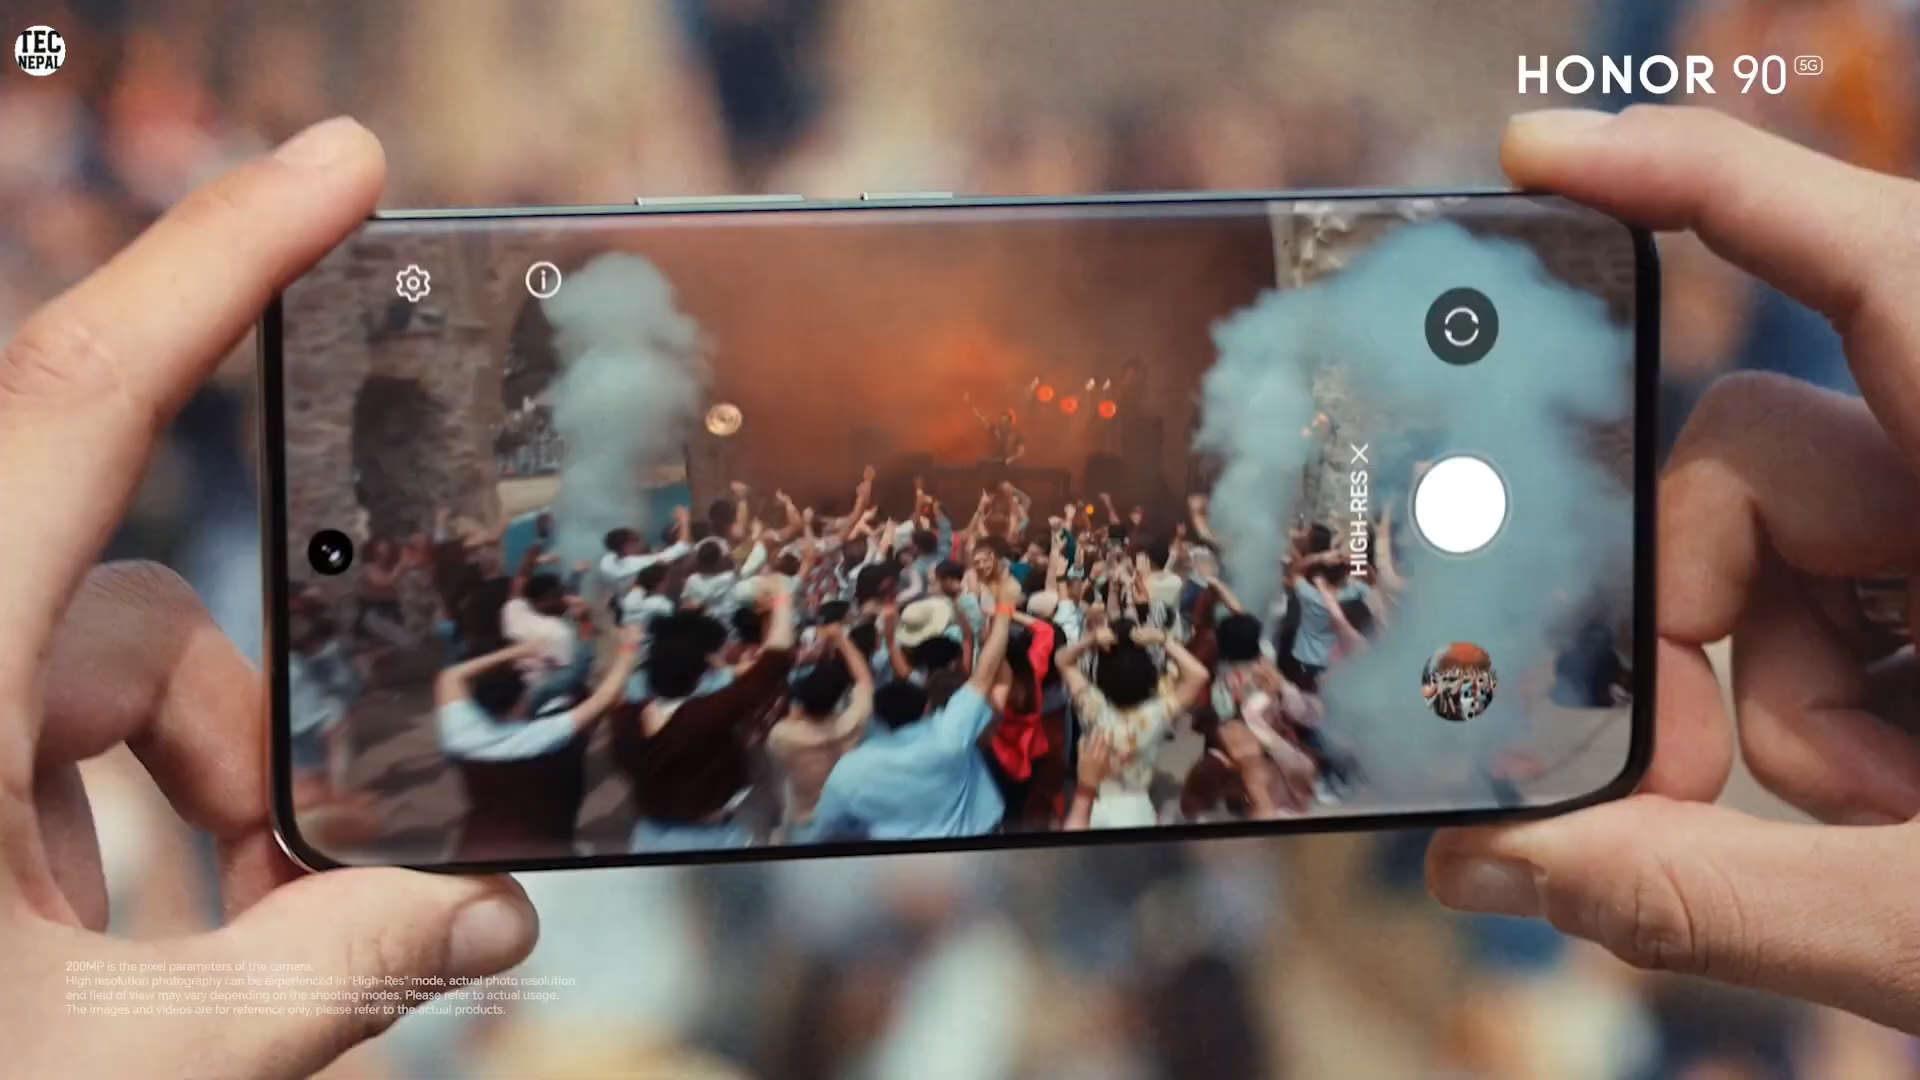 TEC
NEPAL
HONOR 90 5G
HIGH-RES X
200MP is the pixel parameters of the camera.
High resolution photography can be experienced in "High-Res" mode, actual photo resolution
and field of view may vary depending on the shooting modes. Please refer to actual usage.
The images and videos are for reference only, please refer to the actual products.